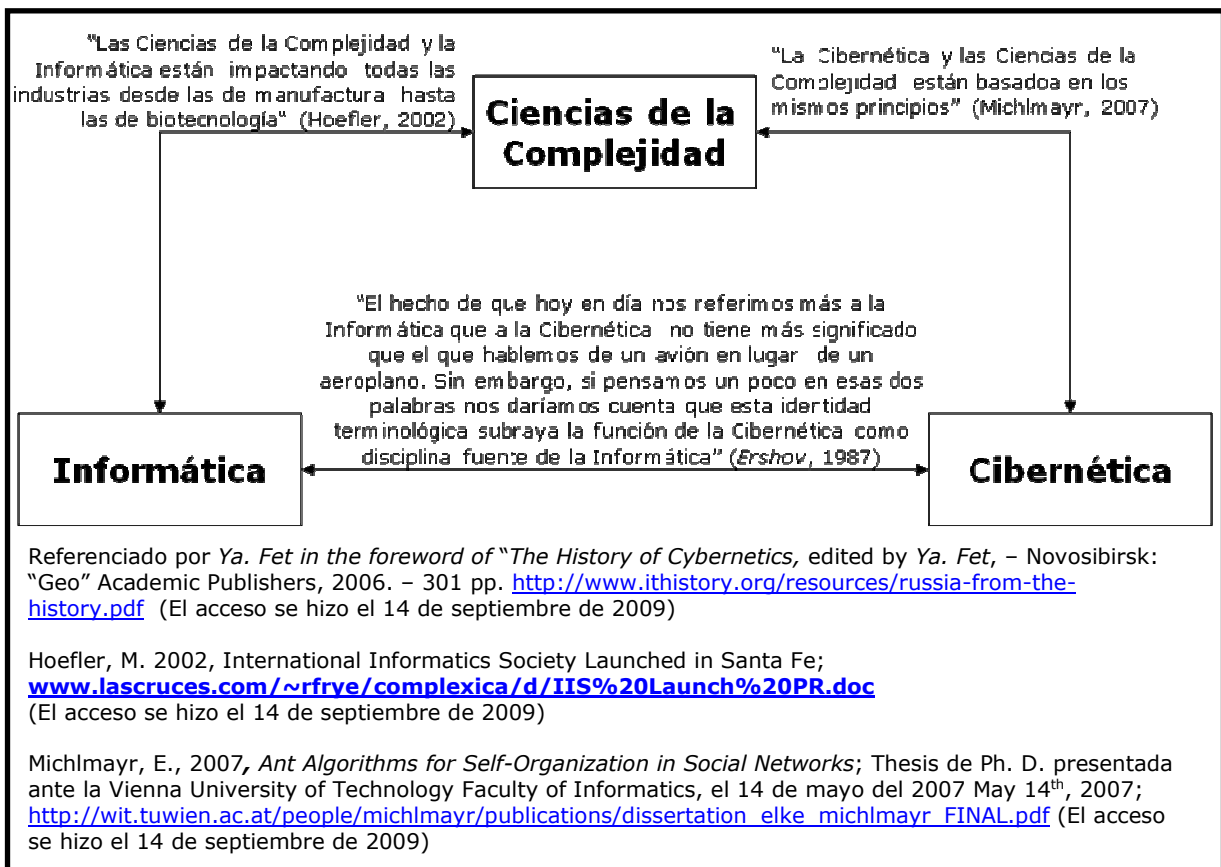 "Las Ciencias de la Complejidad y la
Informática están impactando todas las
industrias desde las de manufactura hasta
las de biotecnología" (Hoefler, 2002)
Ciencias de la
Complejidad
"La Cibernética y las Ciencias de la
Complejidad están basadoa en los
mismos principios" (Michlmayr, 2007)
"El hecho de que hoy en día nos referimos más a la
Informática que a la Cibernética no tiene más significado
que el que hablemos de un avión en lugar de un
aeroplano. Sin embargo, si pensamos un poco en esas dos
palabras nos daríamos cuenta que esta identidad
terminológica subraya la función de la Cibernética como
disciplina fuente de la Informática" (Ershov, 1987)
Informática
Cibernética
Referenciado por Ya. Fet in the foreword of "The History of Cybernetics, edited by Ya. Fet, – Novosibirsk:
"Geo" Academic Publishers, 2006. – 301 pp. http://www.ithistory.org/resources/russia-from-the-
history.pdf (El acceso se hizo el 14 de septiembre de 2009)
Hoefler, M. 2002, International Informatics Society Launched in Santa Fe;
www.lascruces.com/~rfrye/complexica/d/IIS%20Launch%20PR.doc
(El acceso se hizo el 14 de septiembre de 2009)
Michlmayr, E., 2007, Ant Algorithms for Self-Organization in Social Networks; Thesis de Ph. D. presentada
ante la Vienna University of Technology Faculty of Informatics, el 14 de mayo del 2007 May 14th, 2007;
http://wit.tuwien.ac.at/people/michlmayr/publications/dissertation_elke_michlmayr_FINAL.pdf (El acceso
se hizo el 14 de septiembre de 2009)